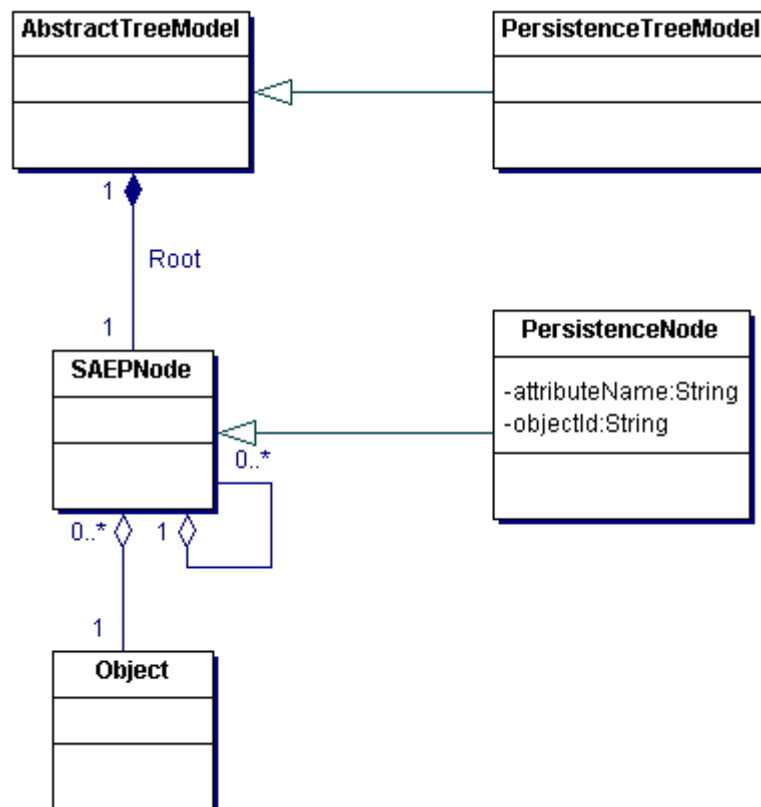 AbstractTreeModel
PersistenceTreeModel
1
Root
1
SAEPNode
PersistenceNode
-attributeName:String
-objectId:String
0..*
0..*
1
1
Object